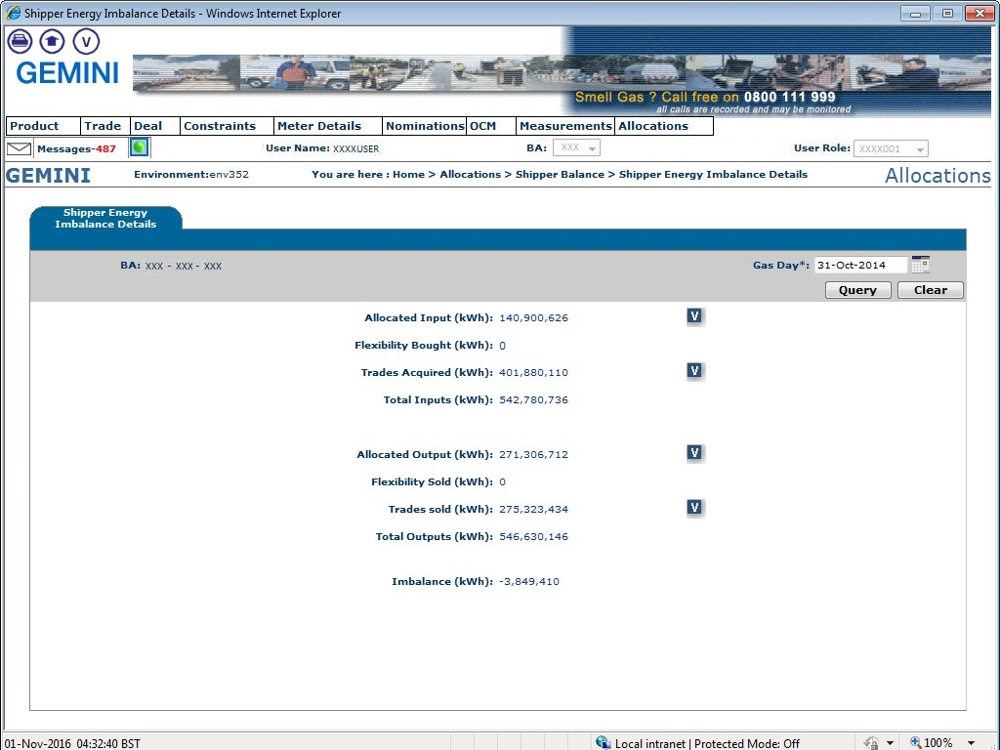 Shipper Energy Imbalance Details - Windows Internet Explorer
V
GEMINI
Smell Gas ? Call free on 0800 111 999
all calls are recorded and may be monitored
Product Trade Deal Constraints Meter Details Nominations OCM Measurements Allocations
Messages-487 User Name: XXXXUSER BA: XXX User Role: XXXX001
GEMINI Environment:env352 You are here : Home > Allocations > Shipper Balance > Shipper Energy Imbalance Details Allocations
Shipper Energy
Imbalance Details
BA: XXX - XXX - XXX Gas Day*: 31-Oct-2014
Query Clear
Allocated Input (kWh): 140,900,626 V
Flexibility Bought (kWh): 0
Trades Acquired (kWh): 401,880,110 V
Total Inputs (kWh): 542,780,736
Allocated Output (kWh): 271,306,712 V
Flexibility Sold (kWh): 0
Trades sold (kWh): 275,323,434 V
Total Outputs (kWh): 546,630,146
Imbalance (kWh): -3,849,410
01-Nov-2016 04:32:40 BST Local intranet | Protected Mode: Off 100%